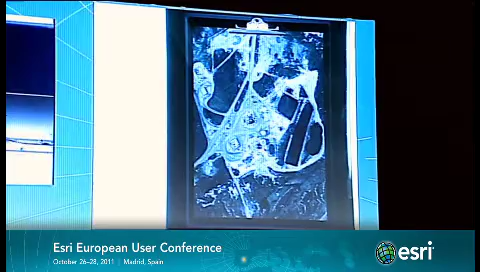 Esri European User Conference
October 26-28, 2011 | Madrid, Spain
esri